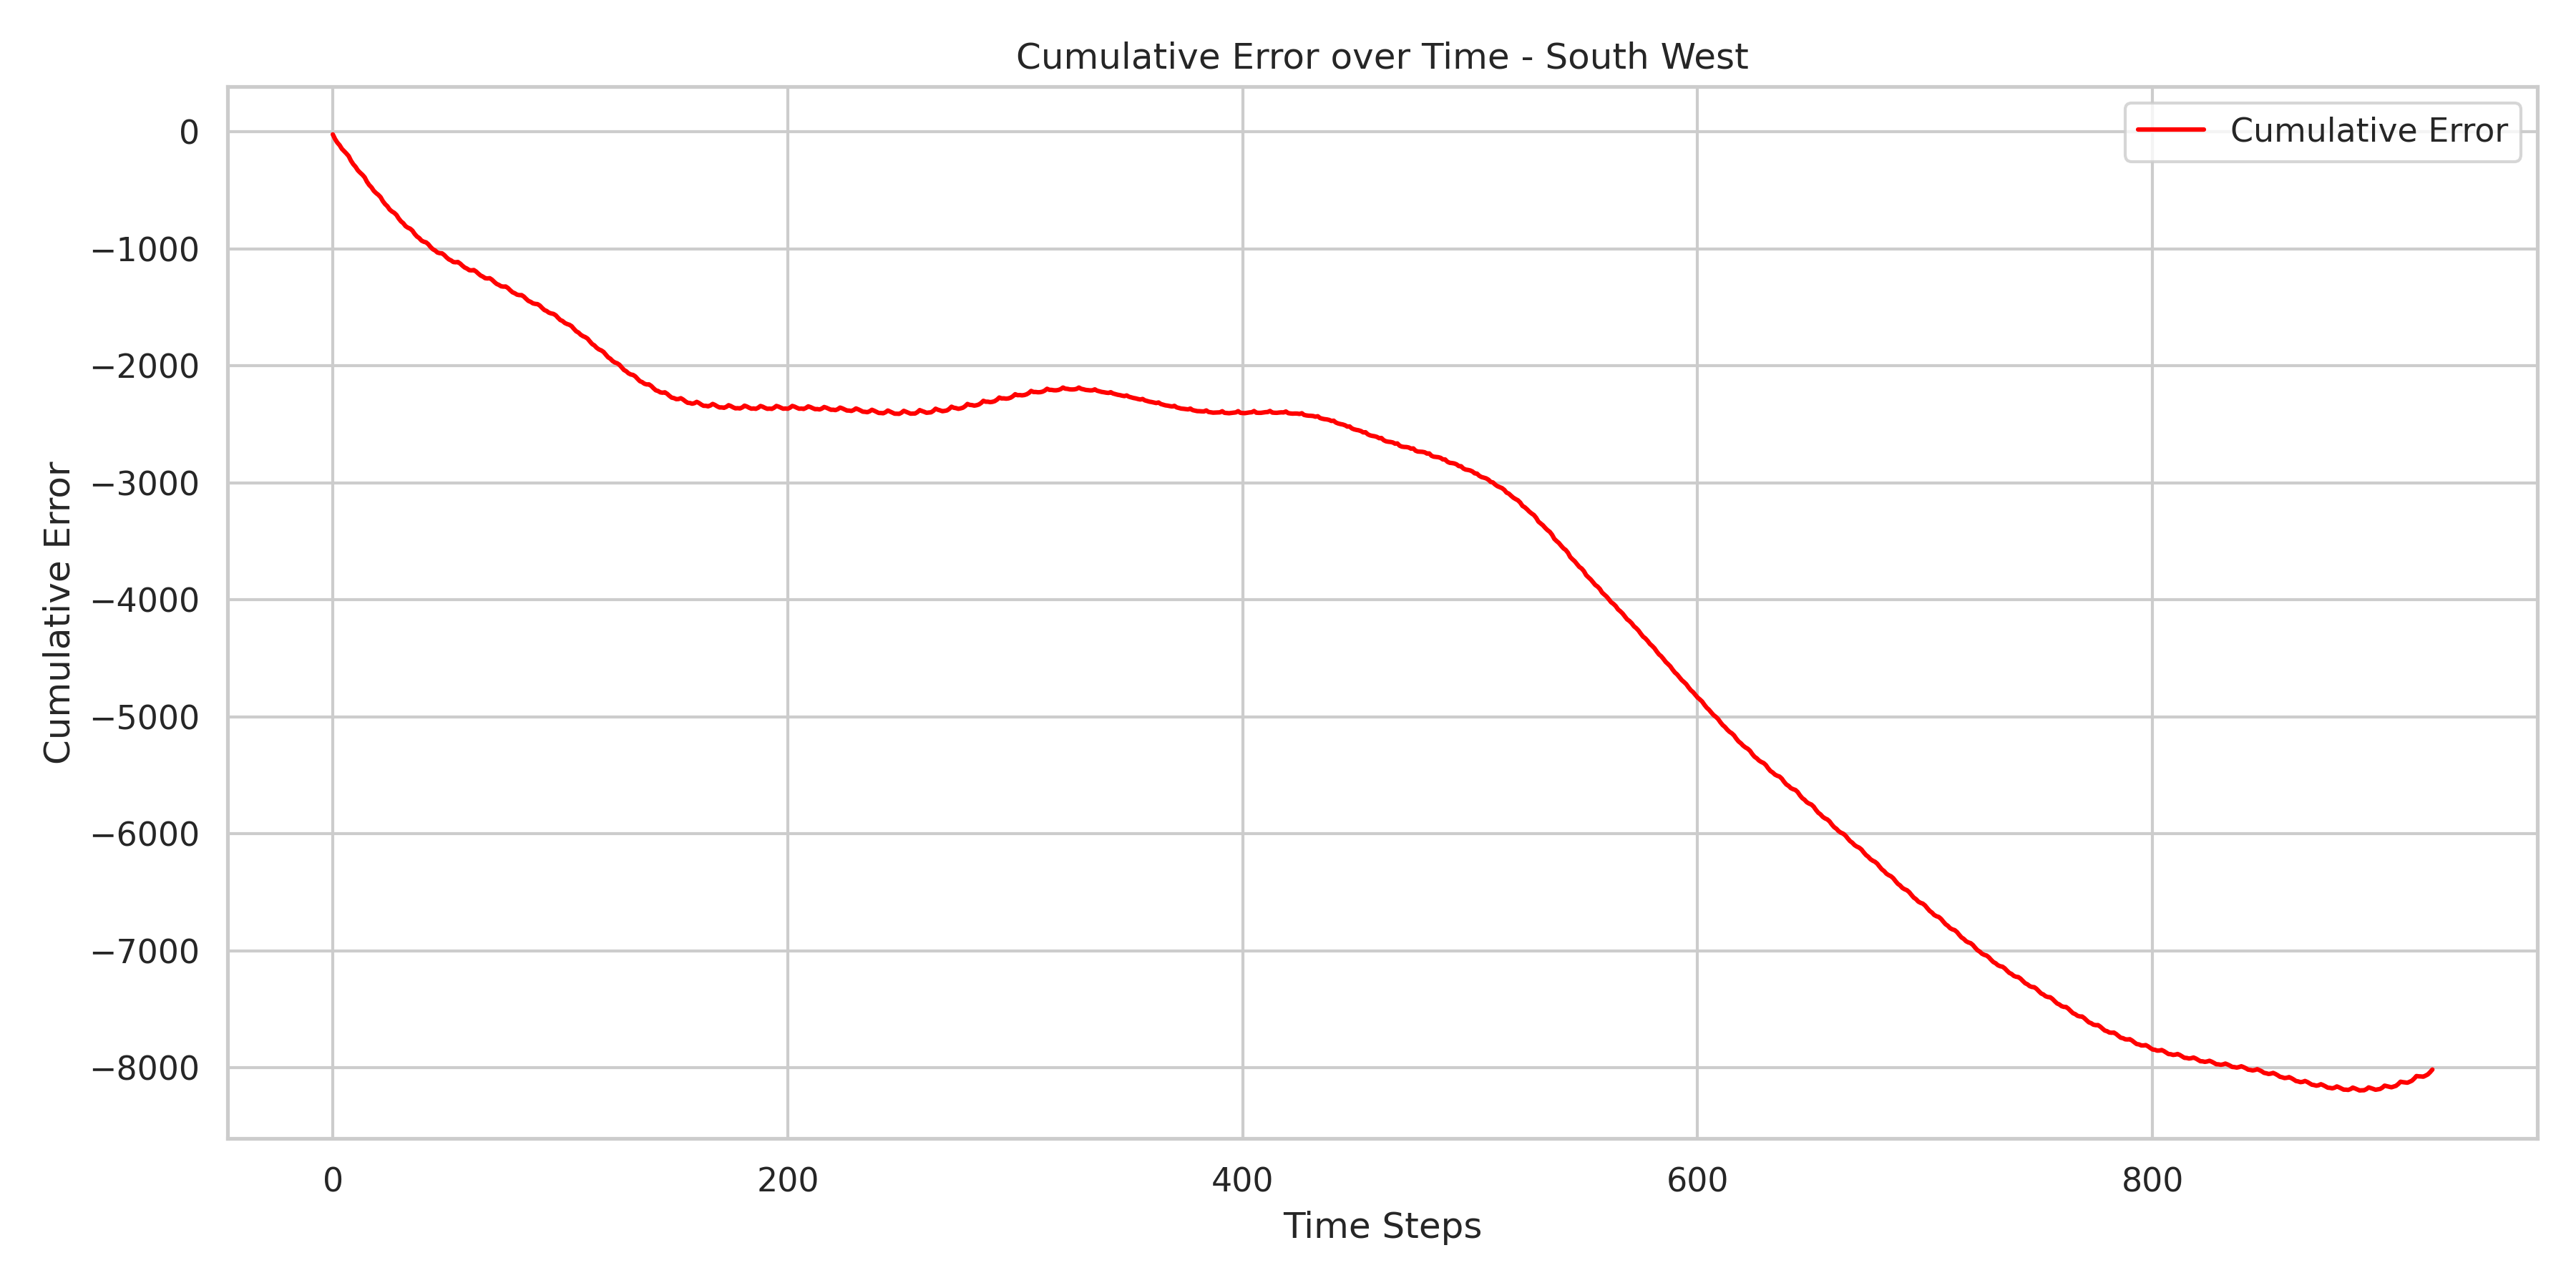 Cumulative Error over Time - South West
Cumulative Error
0
−1000
−2000
−3000
−4000
−5000
−6000
−7000
−8000
Cumulative Error
0 200 400 600 800
Time Steps